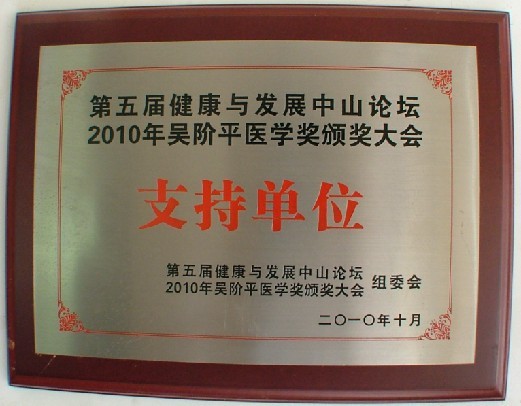 第五届健康与发展中山论坛
2010年吴阶平医学奖颁奖大会
支持单位
第五届健康与发展中山论坛
2010年吴阶平医学奖颁奖大会 组委会
二〇一〇年十月